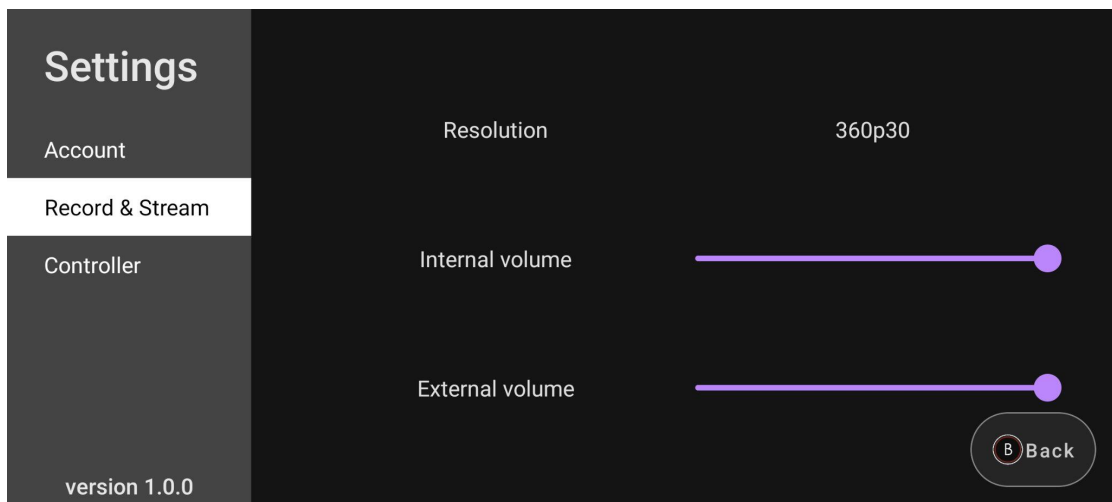 Settings
Account
Record & Stream
Controller
version 1.0.0
Resolution 360p30
Internal volume
External volume
B Back